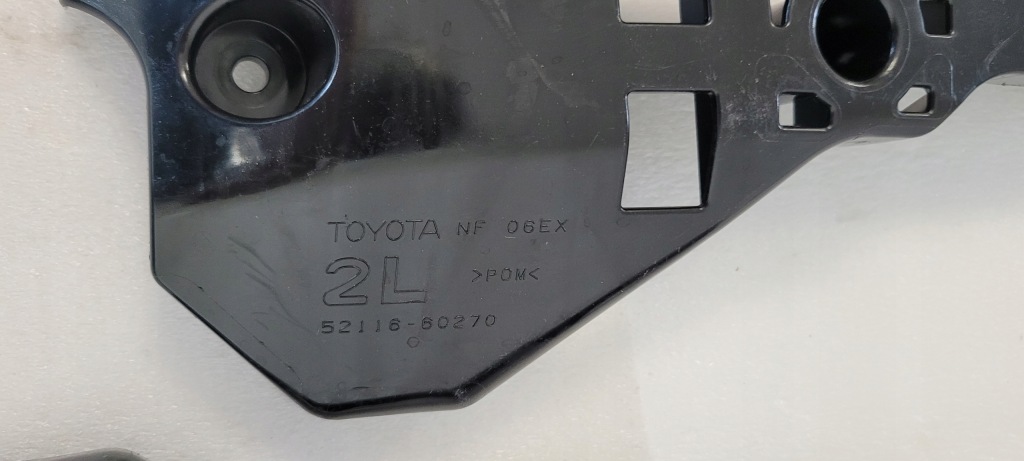 TOYOTA NF 06EX
2L >POM<
52116-60270